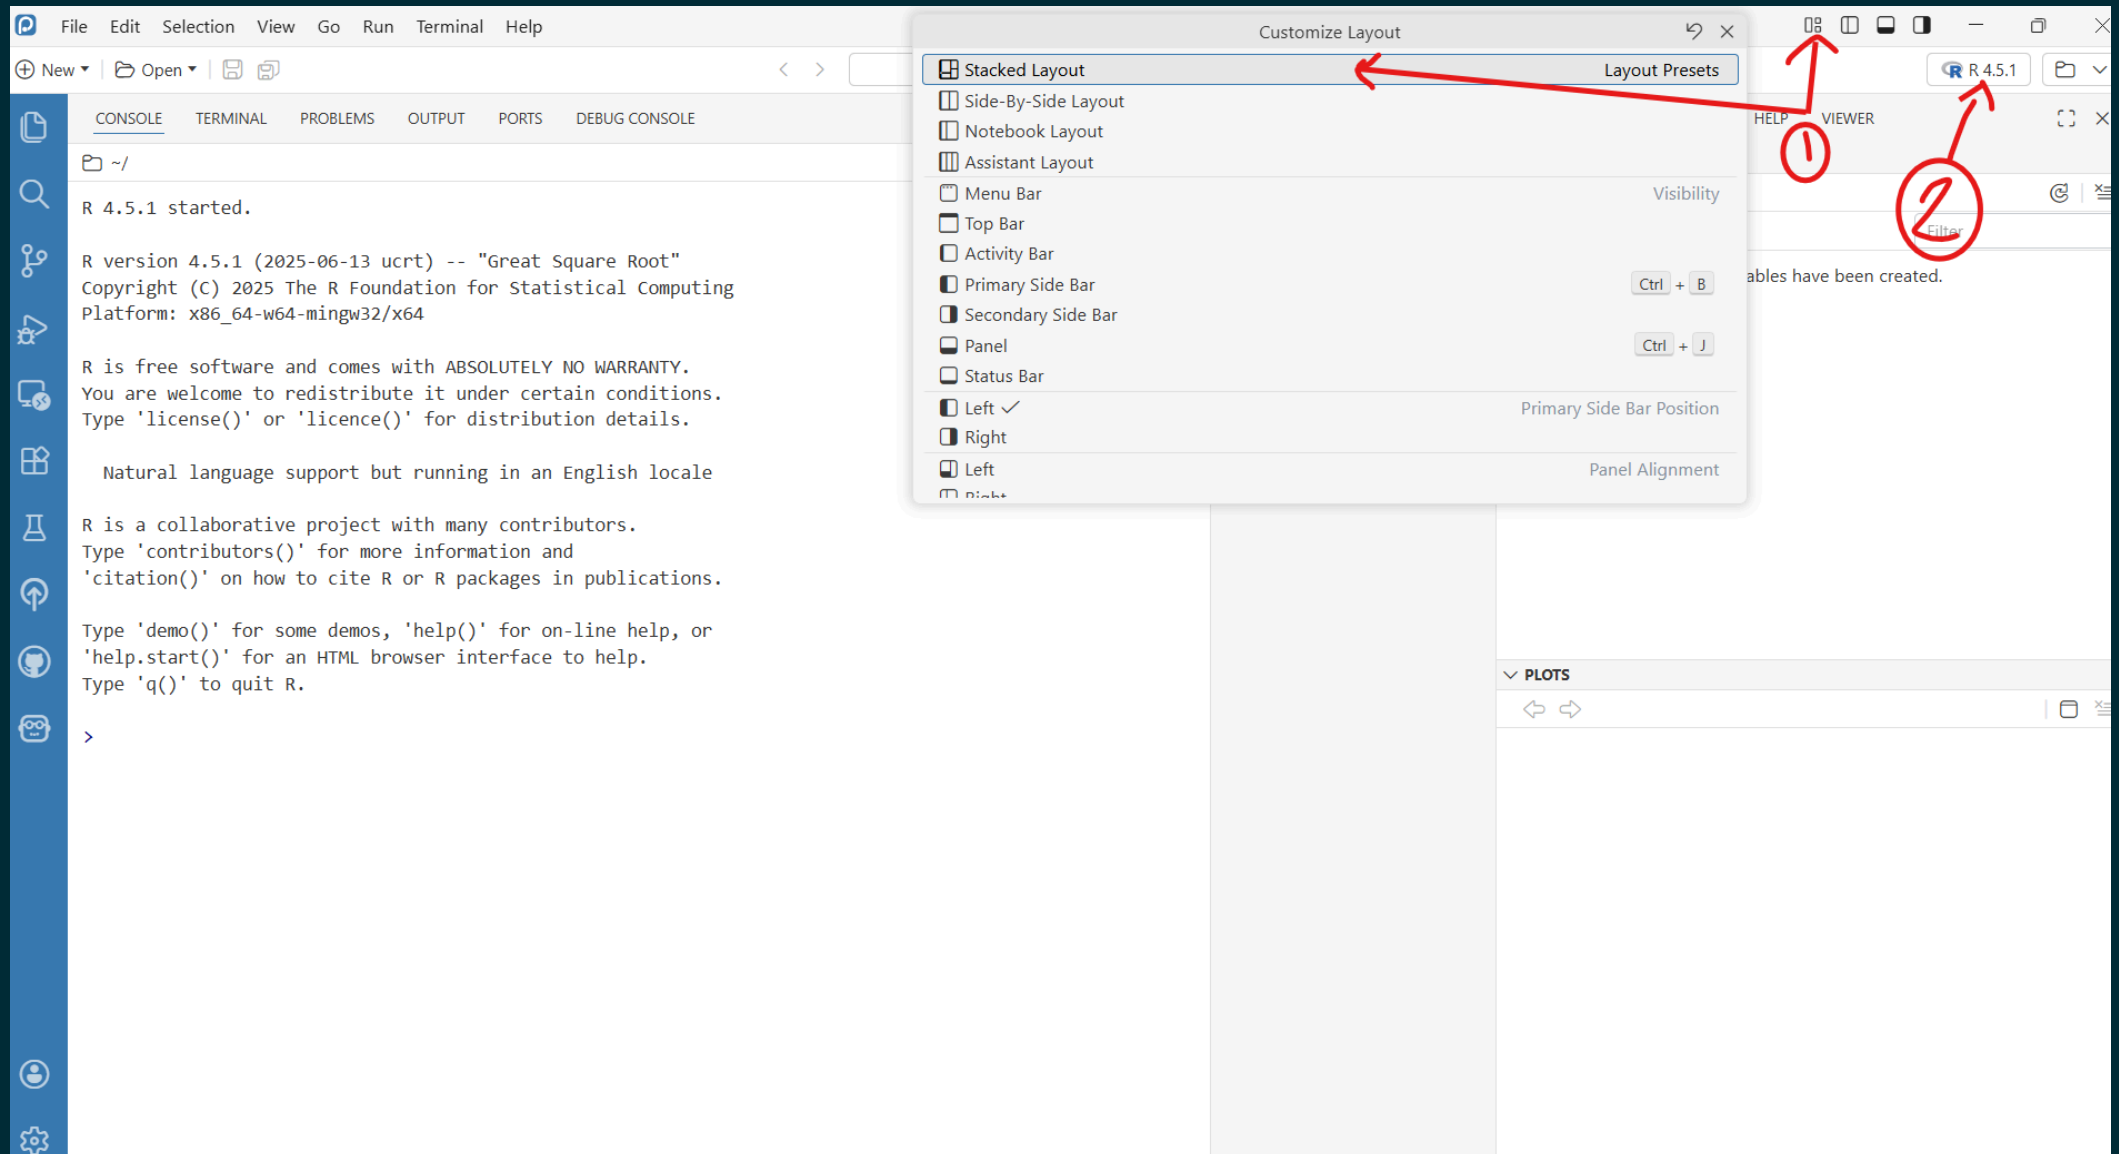 File Edit Selection View Go Run Terminal Help
Customize Layout
New Open
R 4.5.1
Stacked Layout Layout Presets
Side-By-Side Layout
Notebook Layout
Assistant Layout
Menu Bar Visibility
Top Bar
Activity Bar
Primary Side Bar Ctrl + B
Secondary Side Bar
Panel Ctrl + J
Status Bar
Left ✓ Primary Side Bar Position
Right
Left Panel Alignment
Right
1
2
CONSOLE TERMINAL PROBLEMS OUTPUT PORTS DEBUG CONSOLE
~/
R 4.5.1 started.
R version 4.5.1 (2025-06-13 ucrt) -- "Great Square Root"
Copyright (C) 2025 The R Foundation for Statistical Computing
Platform: x86_64-w64-mingw32/x64
R is free software and comes with ABSOLUTELY NO WARRANTY.
You are welcome to redistribute it under certain conditions.
Type 'license()' or 'licence()' for distribution details.
Natural language support but running in an English locale
R is a collaborative project with many contributors.
Type 'contributors()' for more information and
'citation()' on how to cite R or R packages in publications.
Type 'demo()' for some demos, 'help()' for on-line help, or
'help.start()' for an HTML browser interface to help.
Type 'q()' to quit R.
>
HELP VIEWER
Filter
ables have been created.
PLOTS